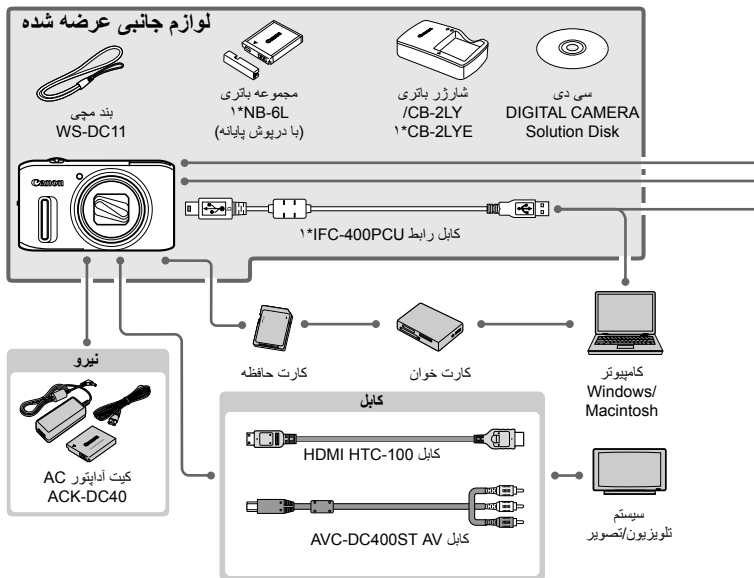 لوازم جانبی عرضه شده
بند مچی
WS-DC11
مجموعه باتری
NB-6L*۱
(با درپوش پایانه)
شارژر باتری
CB-2LY/
CB-2LYE*۱
سی دی
DIGITAL CAMERA
Solution Disk
Canon
کابل رابط IFC-400PCU*۱
نیرو
کیت آداپتور AC
ACK-DC40
کارت حافظه
کارت خوان
کامپیوتر
Windows/
Macintosh
کابل
کابل HDMI HTC-100
کابل AVC-DC400ST AV
سیستم
تلویزیون/تصویر